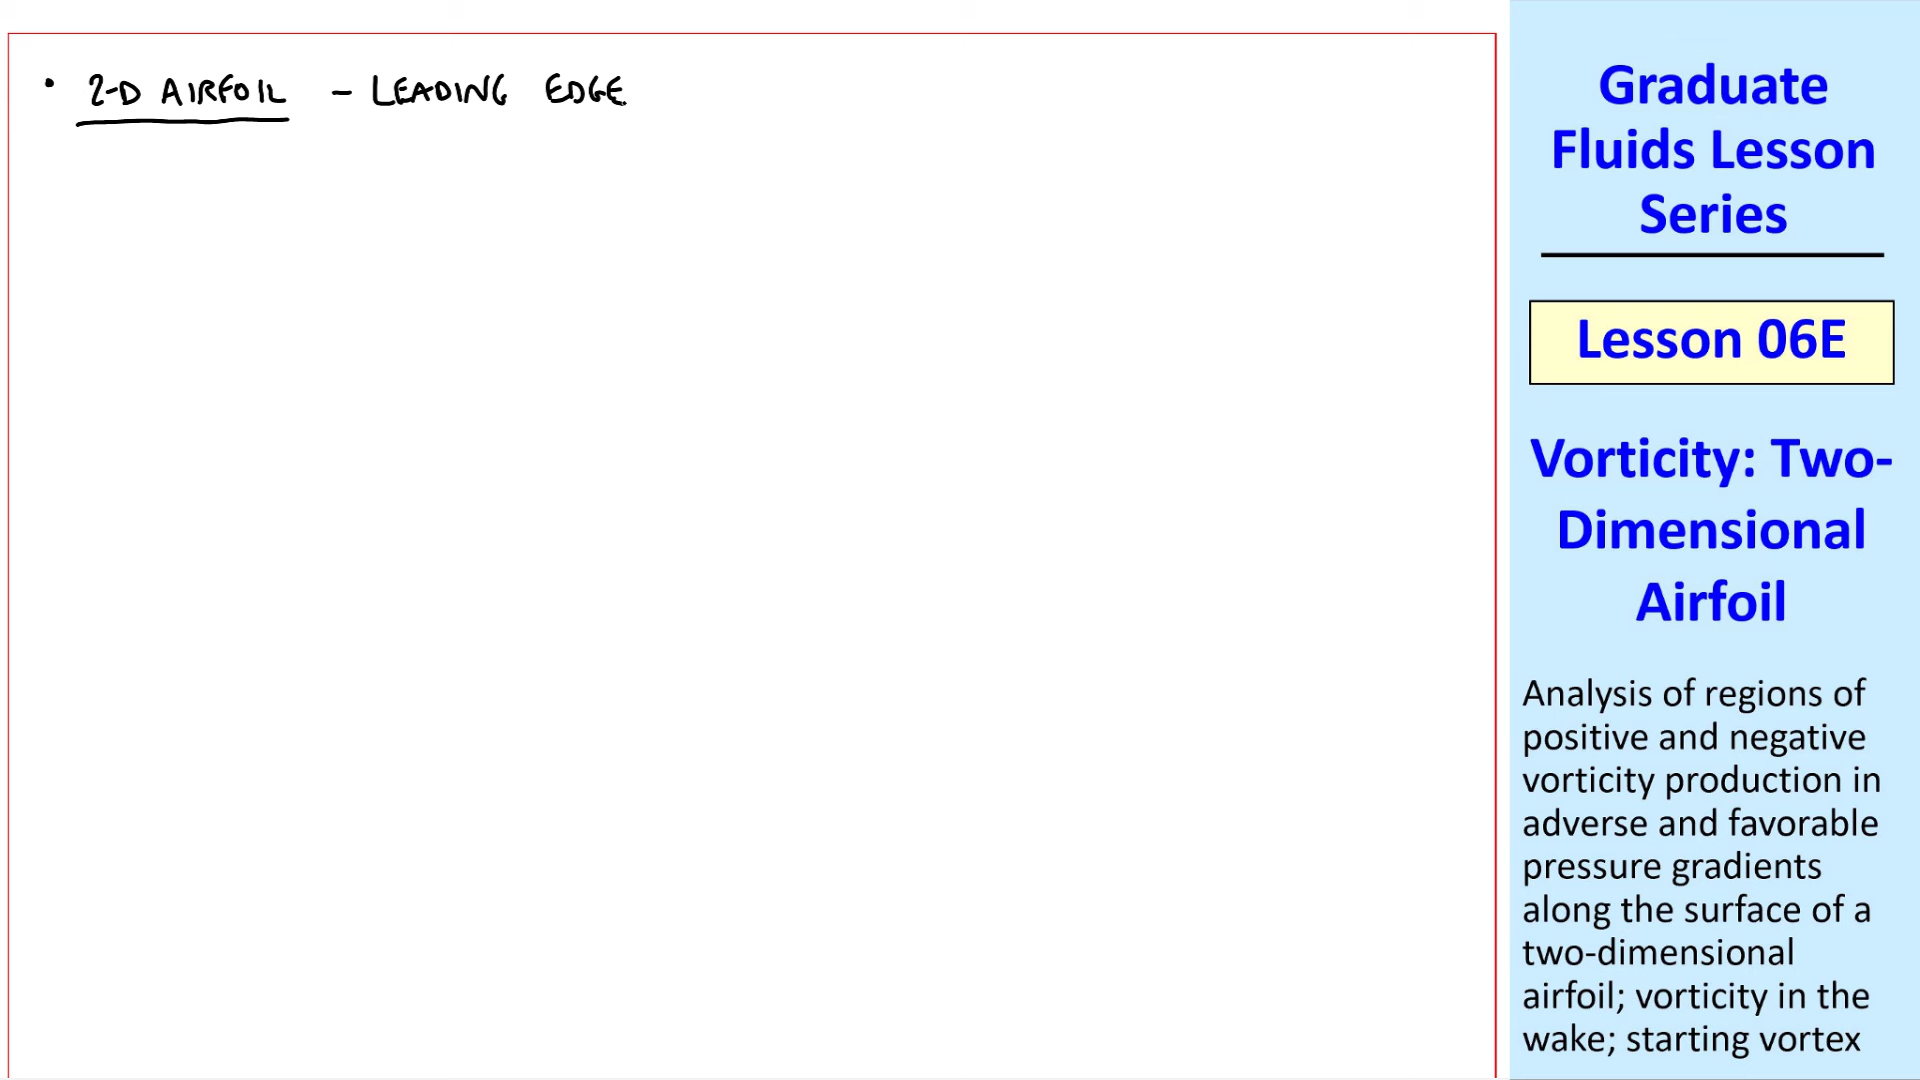 • 2-D AIRFOIL - LEADING EDGE
Graduate
Fluids Lesson
Series
Lesson 06E
Vorticity: Two-
Dimensional
Airfoil
Analysis of regions of
positive and negative
vorticity production in
adverse and favorable
pressure gradients
along the surface of a
two-dimensional
airfoil; vorticity in the
wake; starting vortex